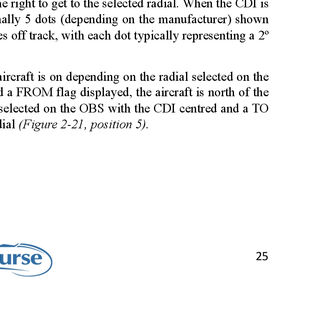 e right to get to the selected radial. When the CDI is
ally 5 dots (depending on the manufacturer) shown
s off track, with each dot typically representing a 2°
ircraft is on depending on the radial selected on the
d a FROM flag displayed, the aircraft is north of the
selected on the OBS with the CDI centred and a TO
lial (Figure 2-21, position 5).
urse
25